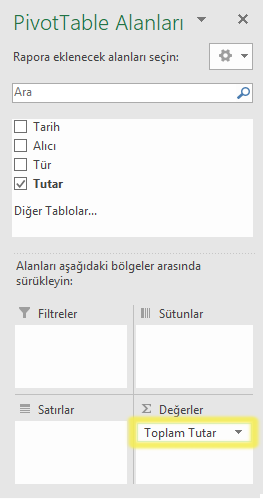 PivotTable Alanları
Rapora eklenecek alanları seçin:
Ara
Tarih
Alıcı
Tür
Tutar
Diğer Tablolar...
Alanları aşağıdaki bölgeler arasında
sürükleyin:
Filtreler
Sütunlar
Satırlar
Değerler
Toplam Tutar